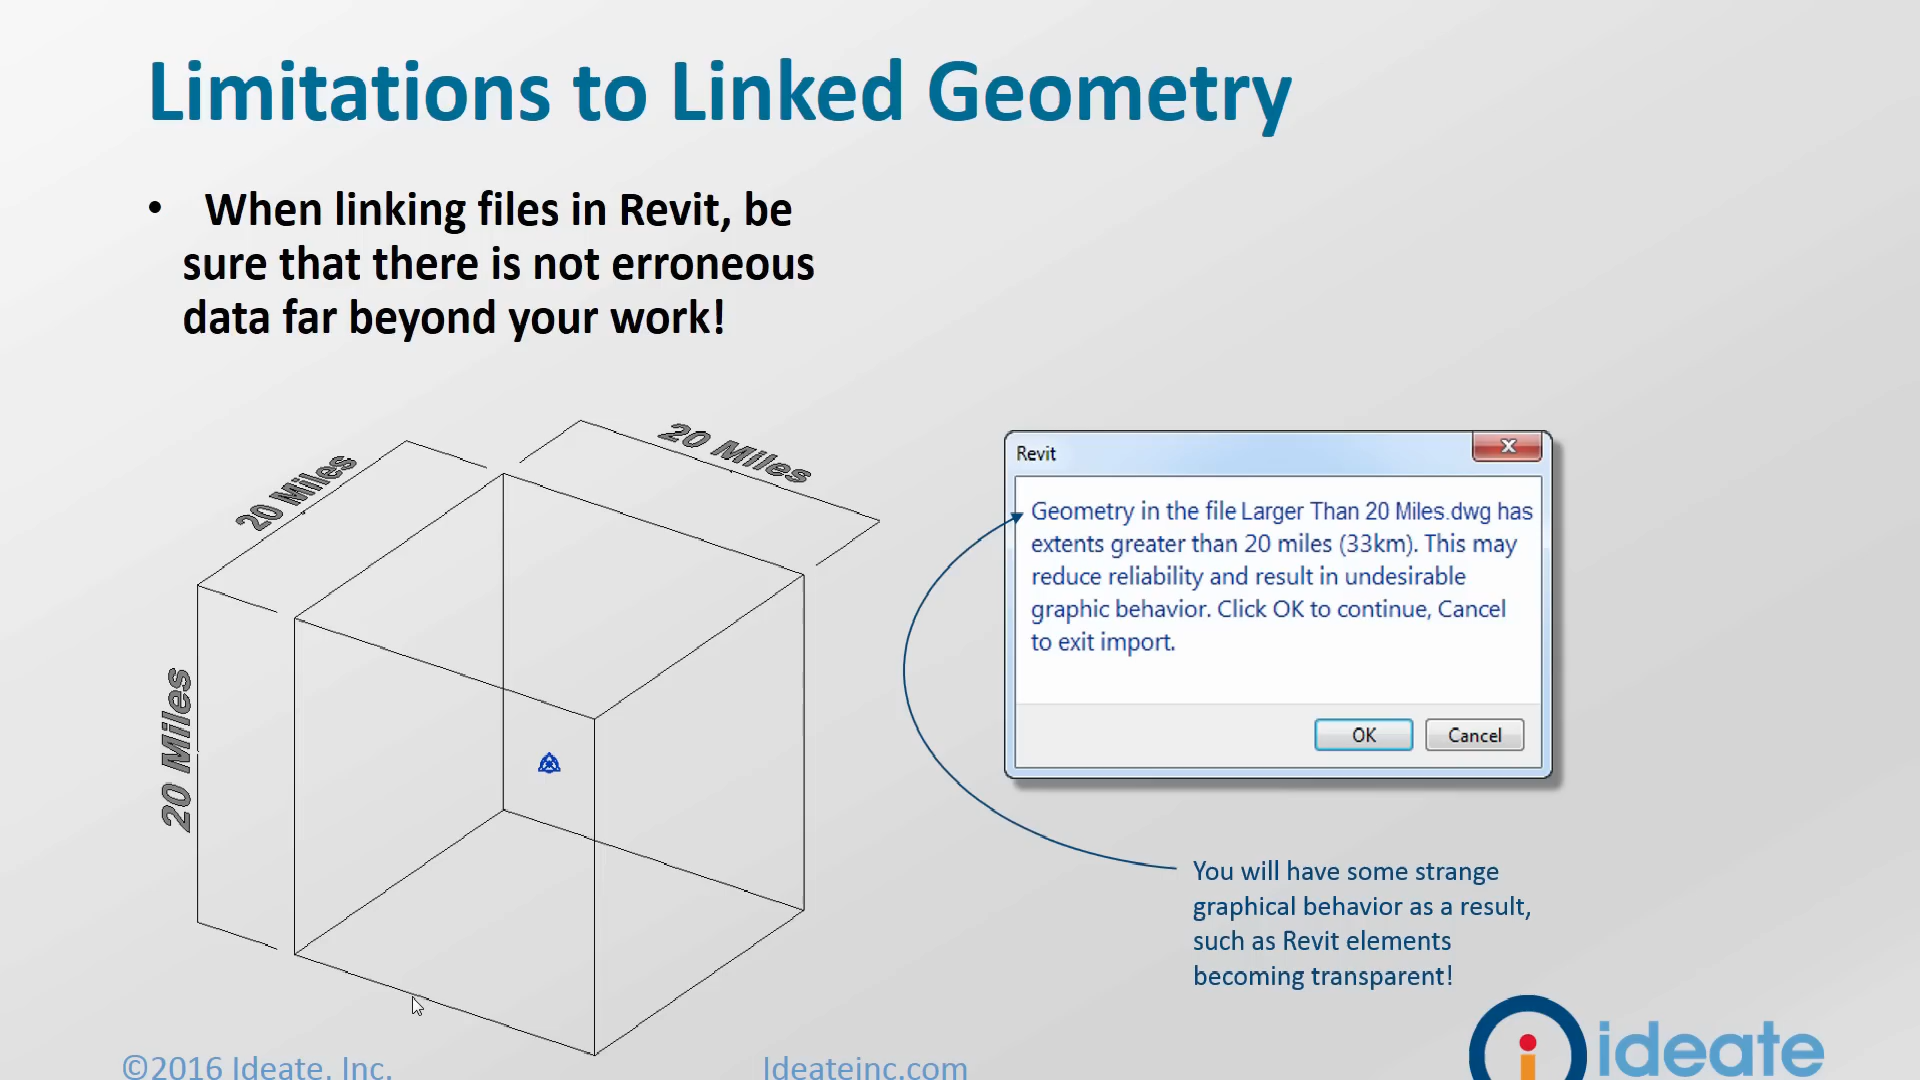 Limitations to Linked Geometry
• When linking files in Revit, be
sure that there is not erroneous
data far beyond your work!
20 Miles
20 Miles
20 Miles
Revit
Geometry in the file Larger Than 20 Miles.dwg has
extents greater than 20 miles (33km). This may
reduce reliability and result in undesirable
graphic behavior. Click OK to continue, Cancel
to exit import.
OK
Cancel
You will have some strange
graphical behavior as a result,
such as Revit elements
becoming transparent!
©2016 Ideate, Inc.
Ideateinc.com
ideate